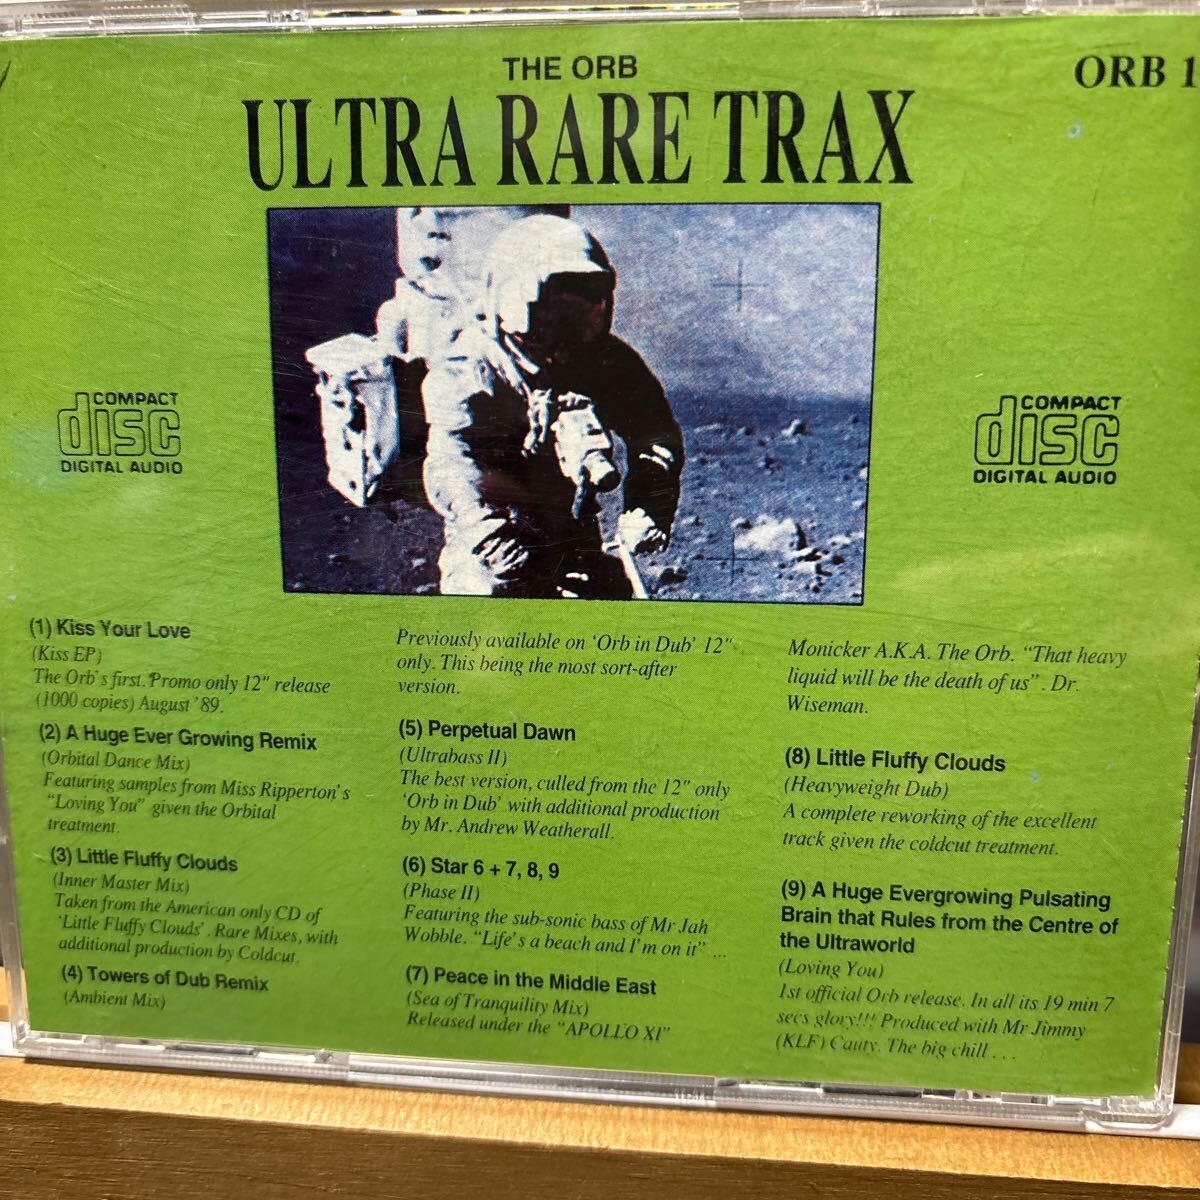 THE ORB
ORB 1
ULTRA RARE TRAX
COMPACT
disc
DIGITAL AUDIO
COMPACT
disc
DIGITAL AUDIO
(1) Kiss Your Love
(Kiss EP)
The Orb's first. Promo only 12" release
(1000 copies) August '89.
(2) A Huge Ever Growing Remix
(Orbital Dance Mix)
Featuring samples from Miss Ripperton's
"Loving You" given the Orbital
treatment.
(3) Little Fluffy Clouds
(Inner Master Mix)
Taken from the American only CD of
'Little Fluffy Clouds'. Rare Mixes, with
additional production by Coldcut.
(4) Towers of Dub Remix
(Ambient Mix)
Previously available on 'Orb in Dub' 12"
only. This being the most sort-after
version.
(5) Perpetual Dawn
(Ultrabass II)
The best version, culled from the 12" only
'Orb in Dub' with additional production
by Mr. Andrew Weatherall.
(6) Star 6 + 7, 8, 9
(Phase II)
Featuring the sub-sonic bass of Mr Jah
Wobble. "Life's a beach and I'm on it" ...
(7) Peace in the Middle East
(Sea of Tranquility Mix)
Released under the "APOLLO XI"
Monicker A.K.A. The Orb. "That heavy
liquid will be the death of us". Dr.
Wiseman.
(8) Little Fluffy Clouds
(Heavyweight Dub)
A complete reworking of the excellent
track given the coldcut treatment.
(9) A Huge Evergrowing Pulsating
Brain that Rules from the Centre of
the Ultraworld
(Loving You)
1st official Orb release. In all its 19 min 7
secs glory!!! Produced with Mr Jimmy
(KLF) Cauty. The big chill . . .